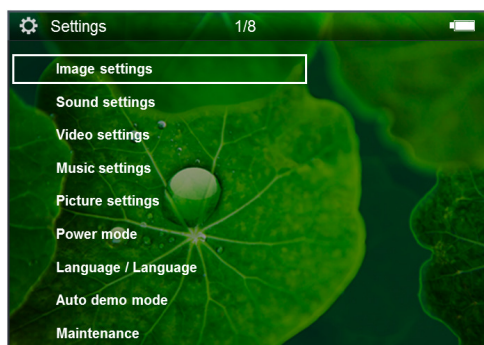 Settings 1/8
Image settings
Sound settings
Video settings
Music settings
Picture settings
Power mode
Language / Language
Auto demo mode
Maintenance